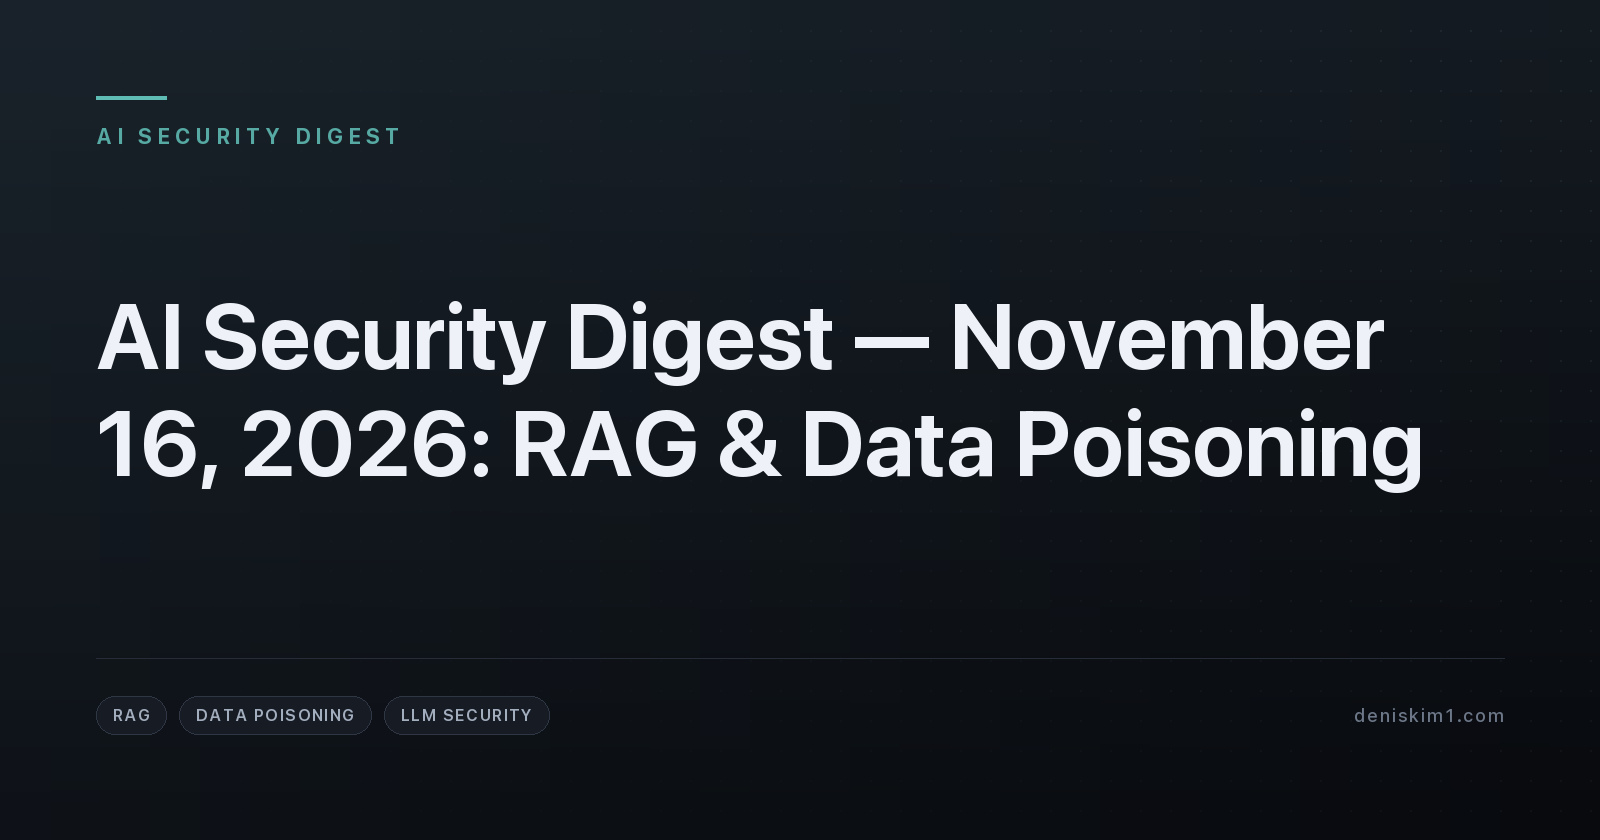 AI SECURITY DIGEST
AI Security Digest — November
16, 2026: RAG & Data Poisoning
RAG
DATA POISONING
LLM SECURITY
deniskim1.com